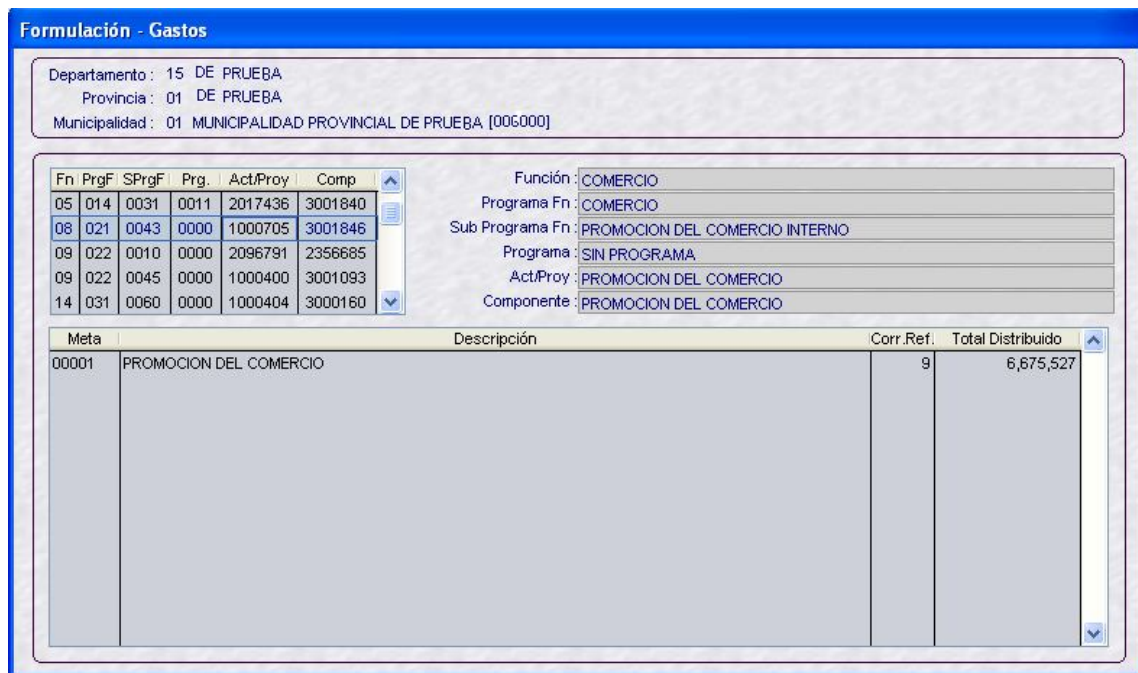 Formulación - Gastos
Departamento : 15 DE PRUEBA
Provincia : 01 DE PRUEBA
Municipalidad : 01 MUNICIPALIDAD PROVINCIAL DE PRUEBA [006000]
Fn PrgF SPrgF Prg. Act/Proy Comp
05 014 0031 0011 2017436 3001840
08 021 0043 0000 1000705 3001846
09 022 0010 0000 2096791 2356685
09 022 0045 0000 1000400 3001093
14 031 0060 0000 1000404 3000160
Función : COMERCIO
Programa Fn : COMERCIO
Sub Programa Fn : PROMOCION DEL COMERCIO INTERNO
Programa : SIN PROGRAMA
Act/Proy : PROMOCION DEL COMERCIO
Componente : PROMOCION DEL COMERCIO
Meta Descripción Corr.Ref. Total Distribuido
00001 PROMOCION DEL COMERCIO 9 6,675,527